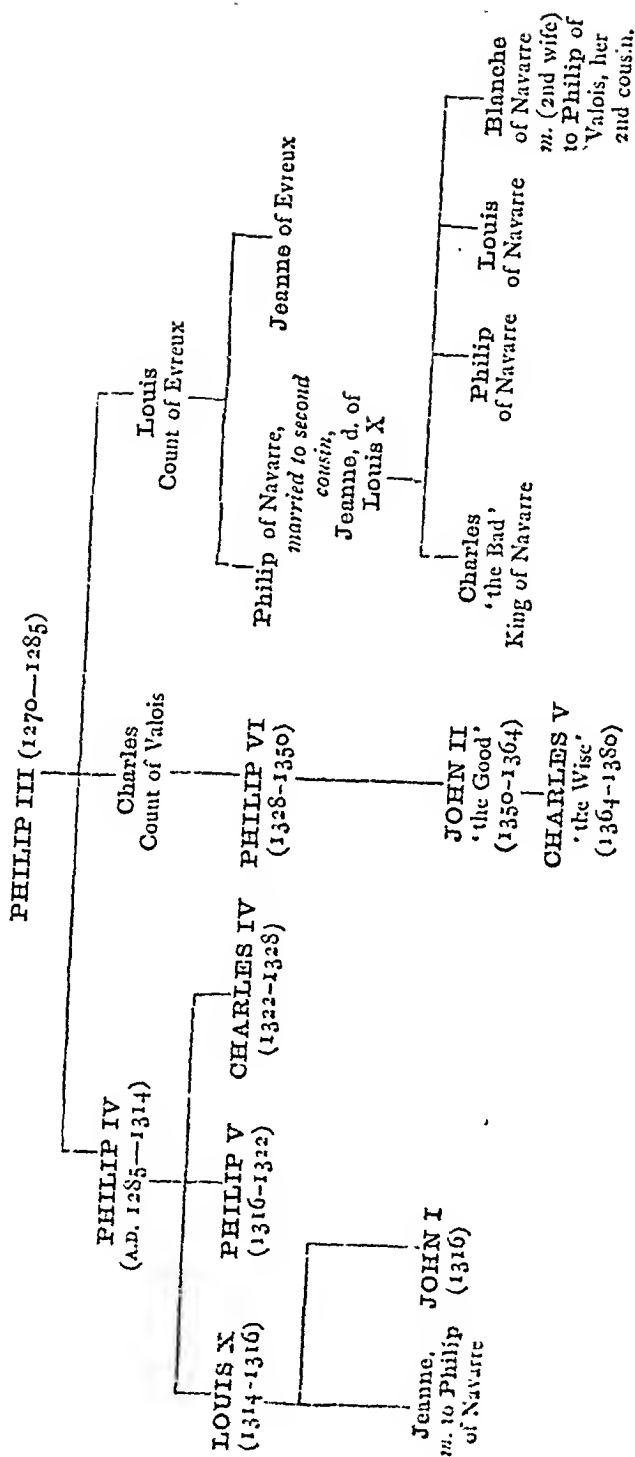 PHILIP III (1270—1285)
PHILIP IV
(A.D. 1285—1314)
Charles
Count of Valois
Louis
Count of Evreux
LOUIS X
(1314-1316)
PHILIP V
(1316-1322)
CHARLES IV
(1322-1328)
PHILIP VI
(1328-1350)
Philip of Navarre,
married to second
cousin,
Jeanne, d. of
Louis X
Jeanne of Evreux
Jeanne,
m. to Philip
of Navarre
JOHN I
(1316)
JOHN II
'the Good'
(1350-1364)
CHARLES V
'the Wise'
(1364-1380)
Charles
'the Bad'
King of Navarre
Philip
of Navarre
Louis
of Navarre
Blanche
of Navarre
m. (2nd wife)
to Philip of
Valois, her
2nd cousin.